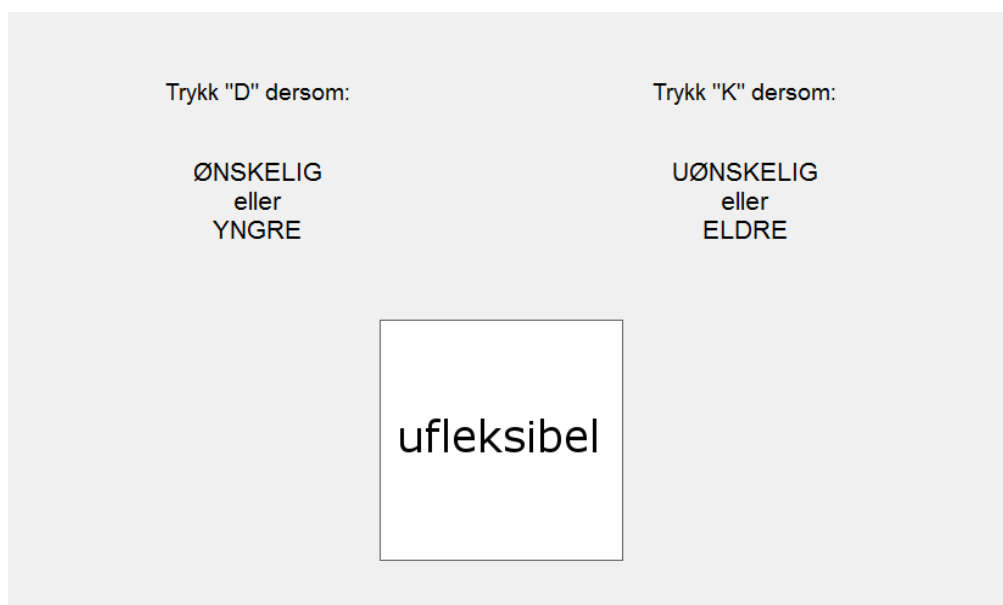 Trykk "D" dersom:
ØNSKELIG
eller
YNGRE
Trykk "K" dersom:
UØNSKELIG
eller
ELDRE
ufleksibel